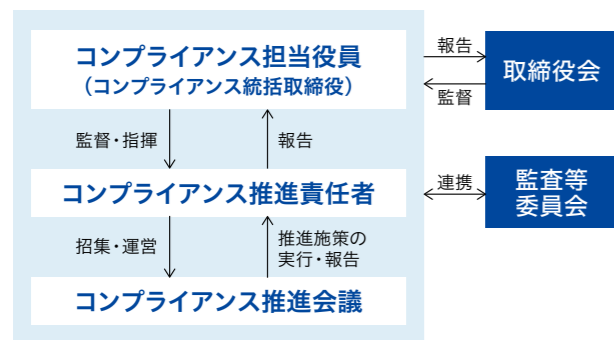 コンプライアンス担当役員
（コンプライアンス統括取締役）
報告
監督
取締役会
監督・指揮
報告
コンプライアンス推進責任者
連携
監査等
委員会
招集・運営
推進施策の
実行・報告
コンプライアンス推進会議